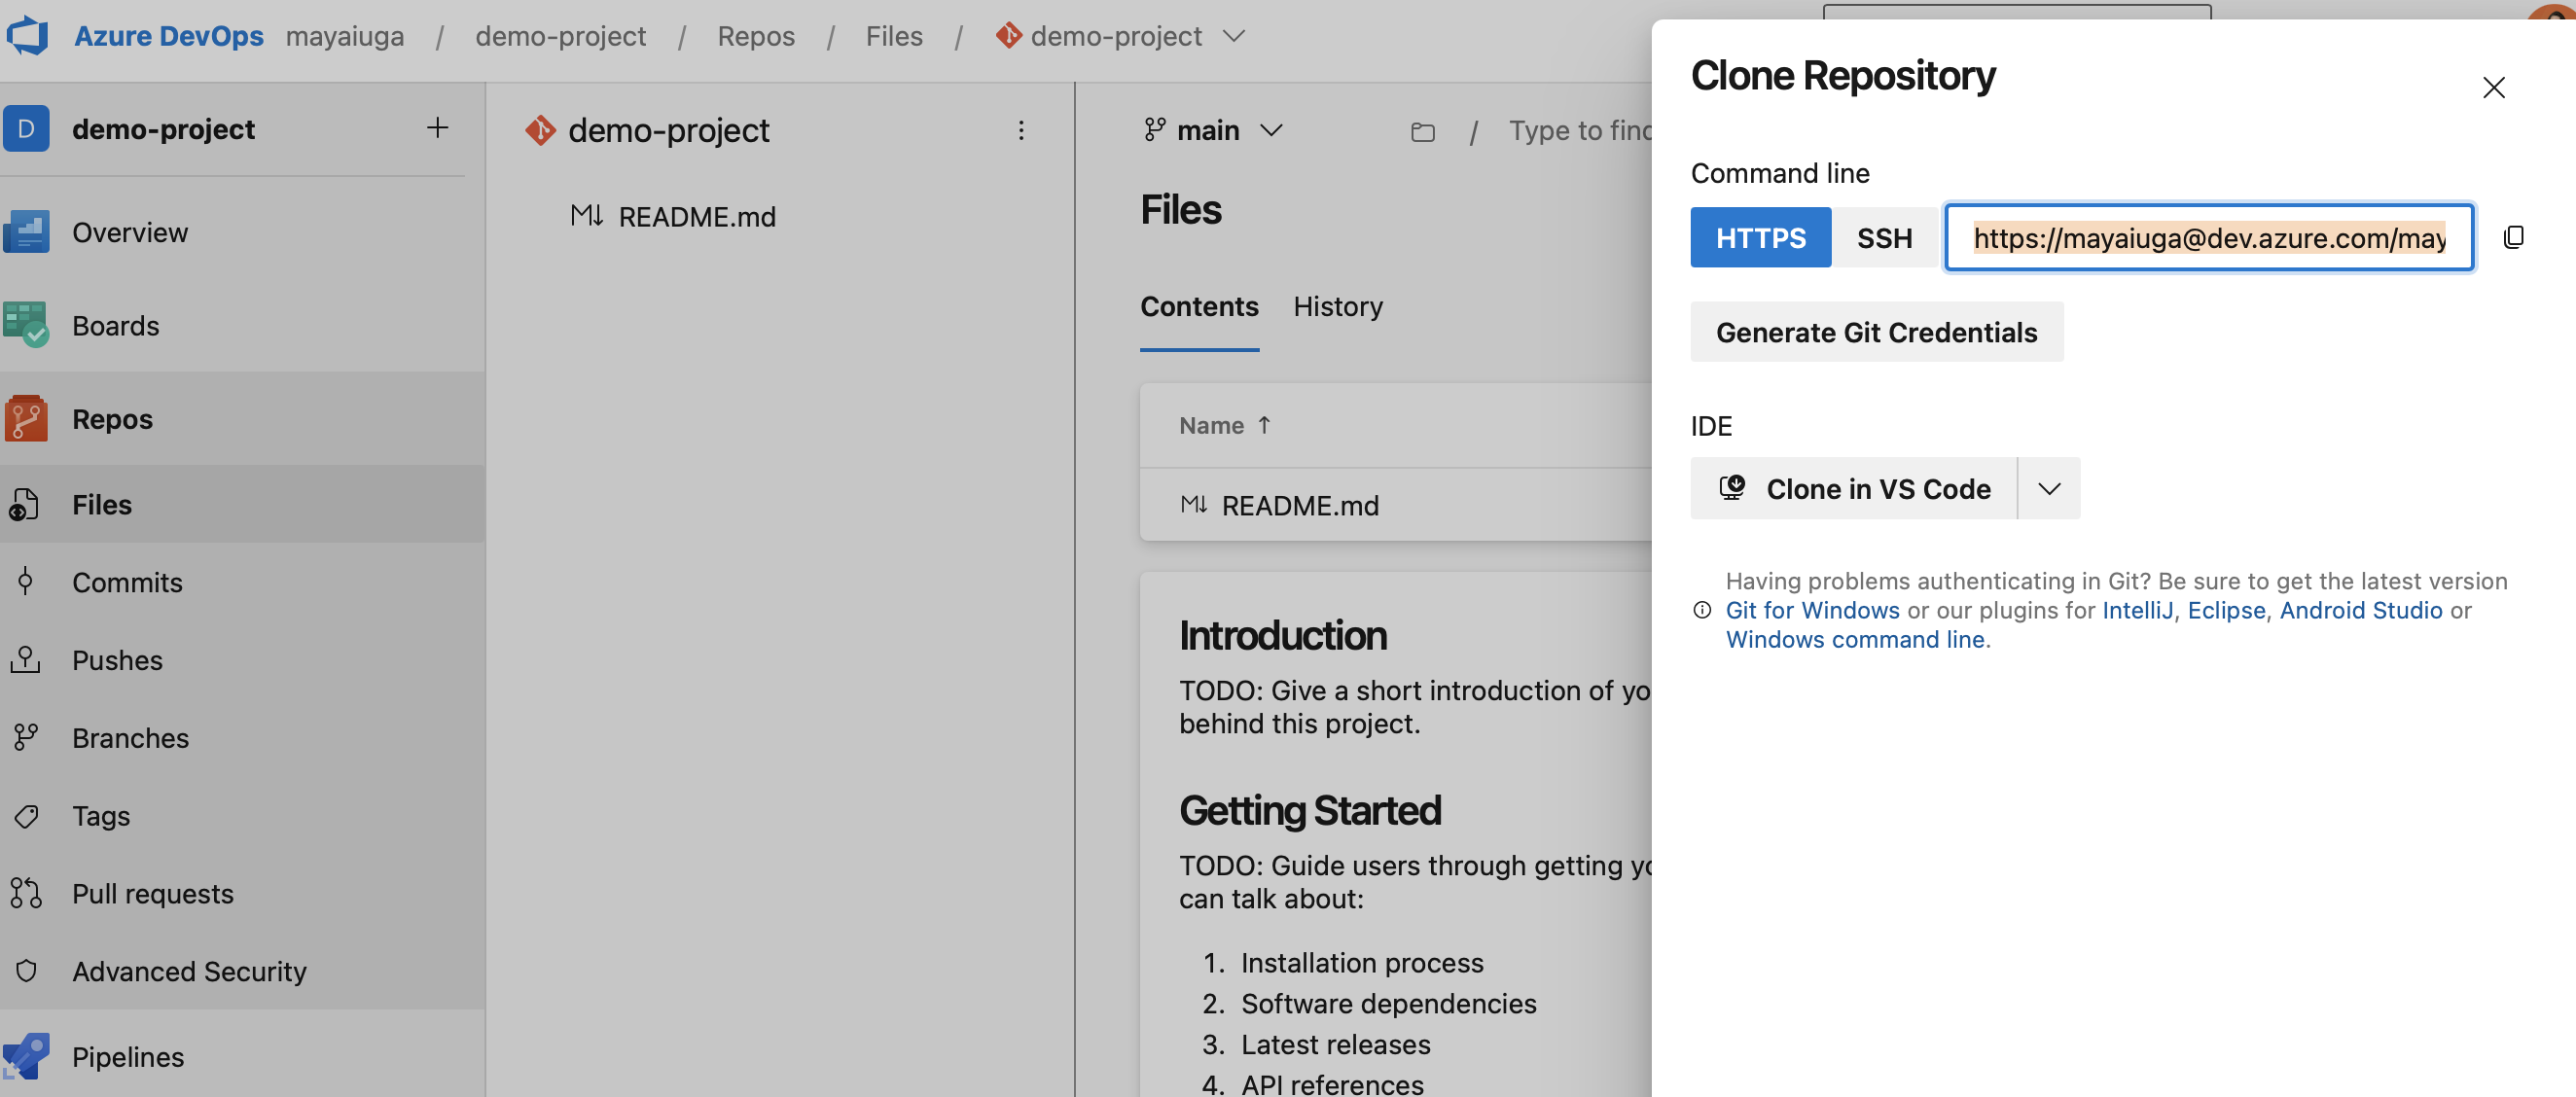 Azure DevOps mayaiuga / demo-project / Repos / Files / demo-project
D demo-project
Overview
Boards
Repos
Files
Commits
Pushes
Branches
Tags
Pull requests
Advanced Security
Pipelines
demo-project
README.md
main / Type to find
Files
Contents History
Name ↑
README.md
Introduction
TODO: Give a short introduction of yo
behind this project.
Getting Started
TODO: Guide users through getting yo
can talk about:
1. Installation process
2. Software dependencies
3. Latest releases
4. API references
Clone Repository
Command line
HTTPS SSH https://mayaiuga@dev.azure.com/may
Generate Git Credentials
IDE
Clone in VS Code
Having problems authenticating in Git? Be sure to get the latest version
Git for Windows or our plugins for IntelliJ, Eclipse, Android Studio or
Windows command line.